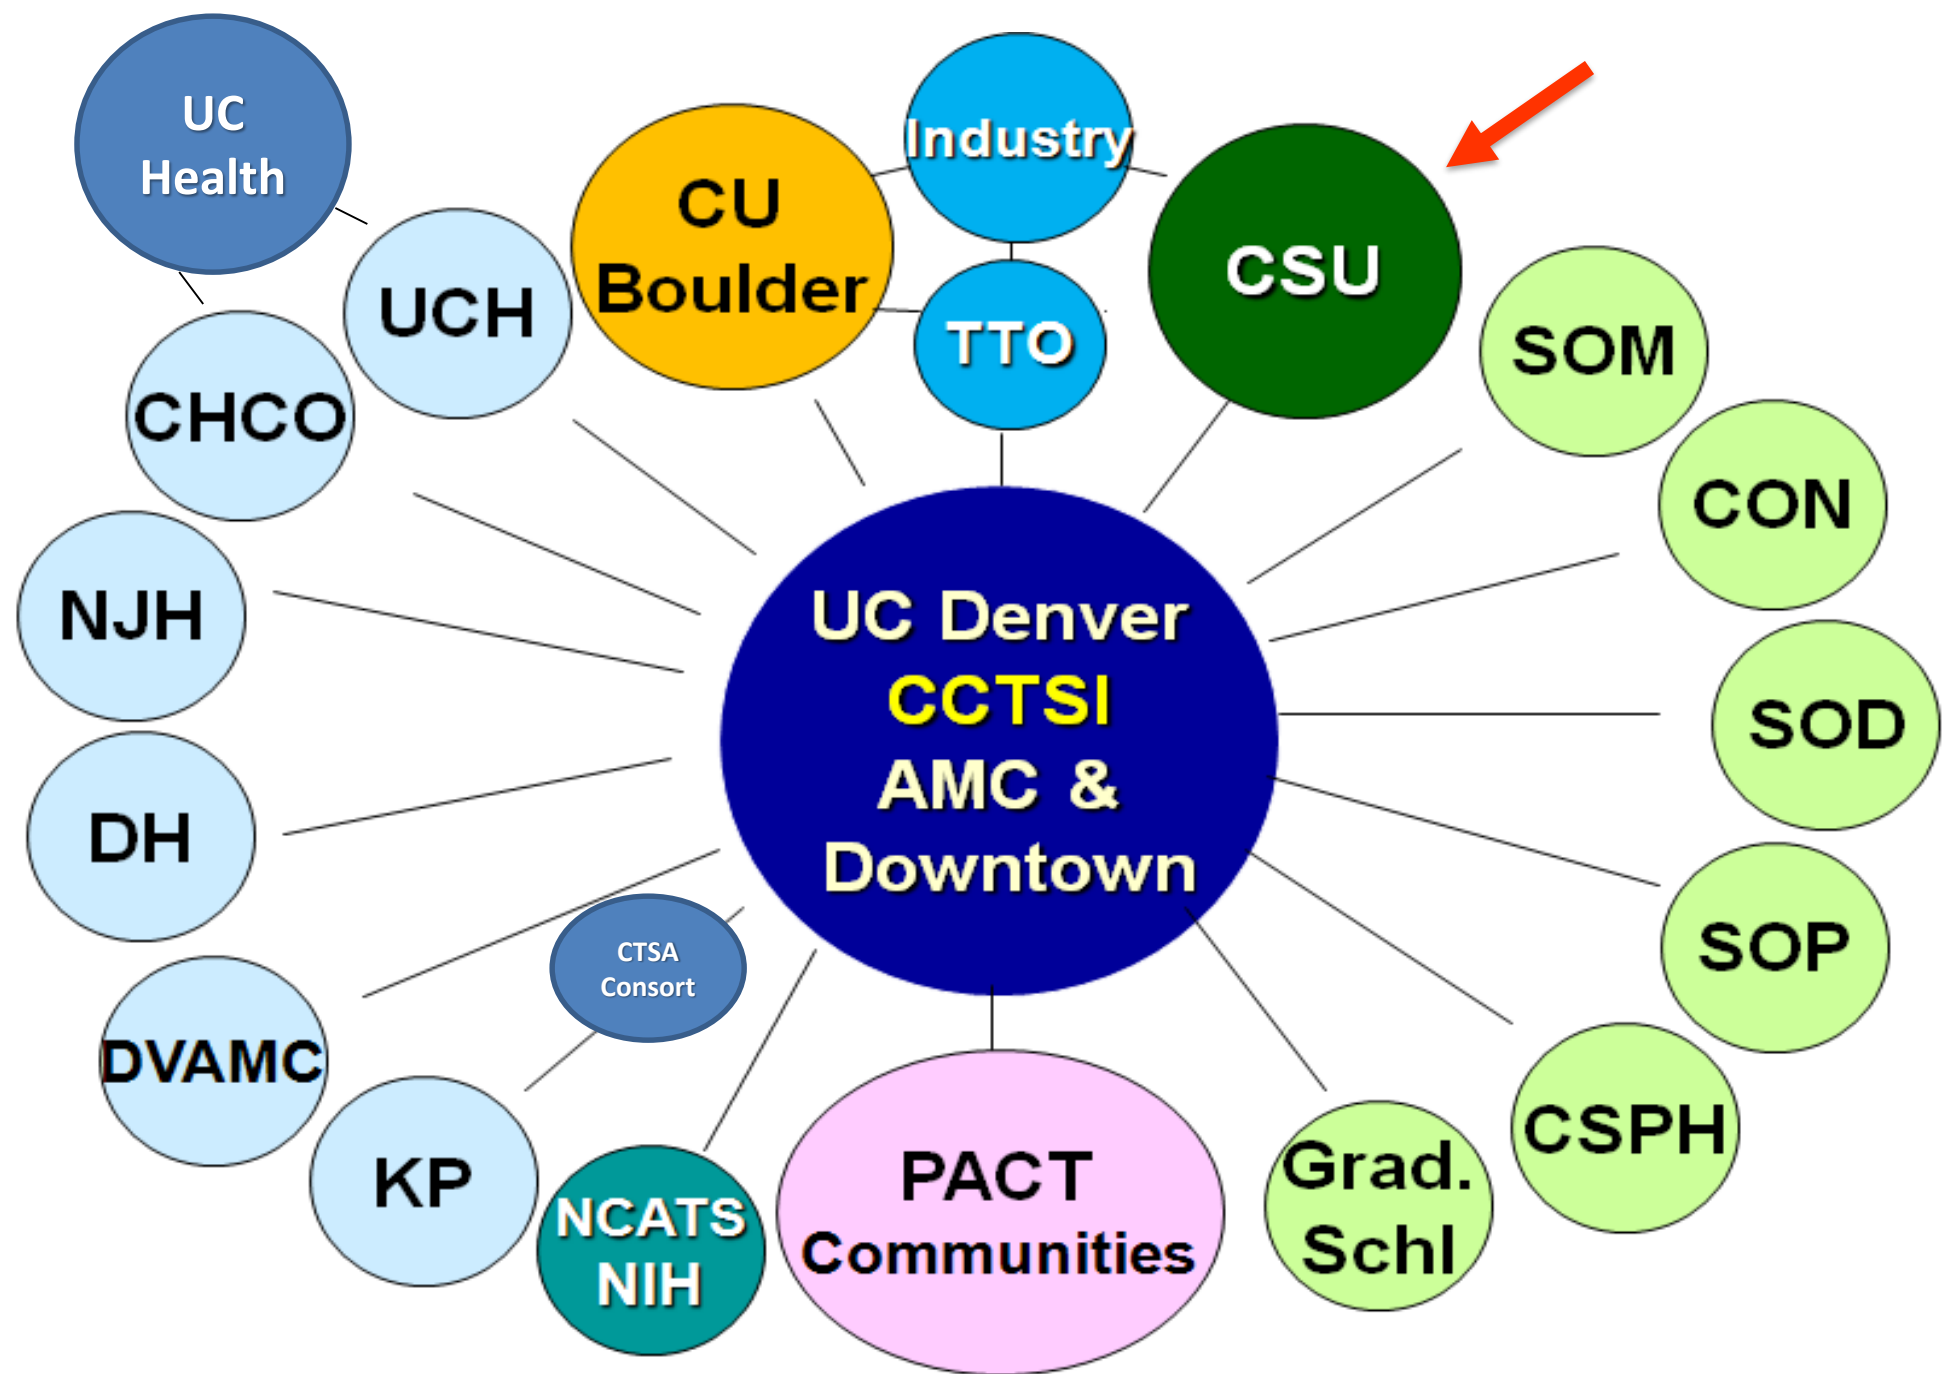 UC
Health
Industry
CU
Boulder
CSU
UCH
TTO
SOM
CHCO
CON
NJH
UC Denver
CCTSI
AMC &
Downtown
SOD
DH
SOP
CTSA
Consort
DVAMC
CSPH
KP
NCATS
NIH
PACT
Communities
Grad.
Schl